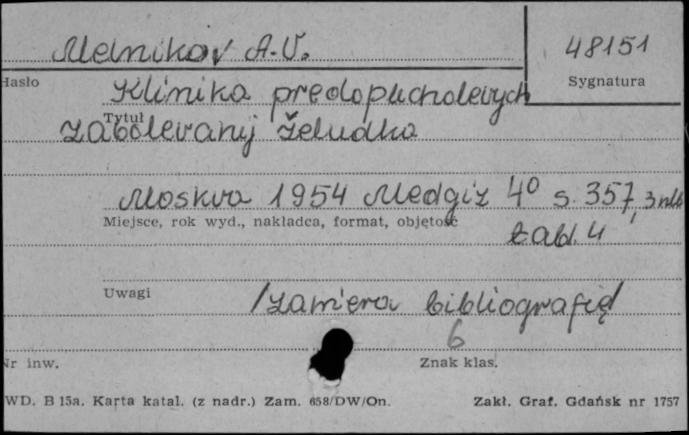 Melnikov A.V.
48151
Hasło
Sygnatura
Klinika predopucholevych
Tytuł
zabolevanij želudka
Moskva 1954 Medgiz 4° s. 357, 3 nlb
Miejsce, rok wyd., nakładca, format, objętość
tabl. 4
Uwagi
/zawiera bibliografię/
6
Nr inw.
Znak klas.
WD. B 15a. Karta katal. (z nadr.) Zam. 658/DW/On.
Zakł. Graf. Gdańsk nr 1757